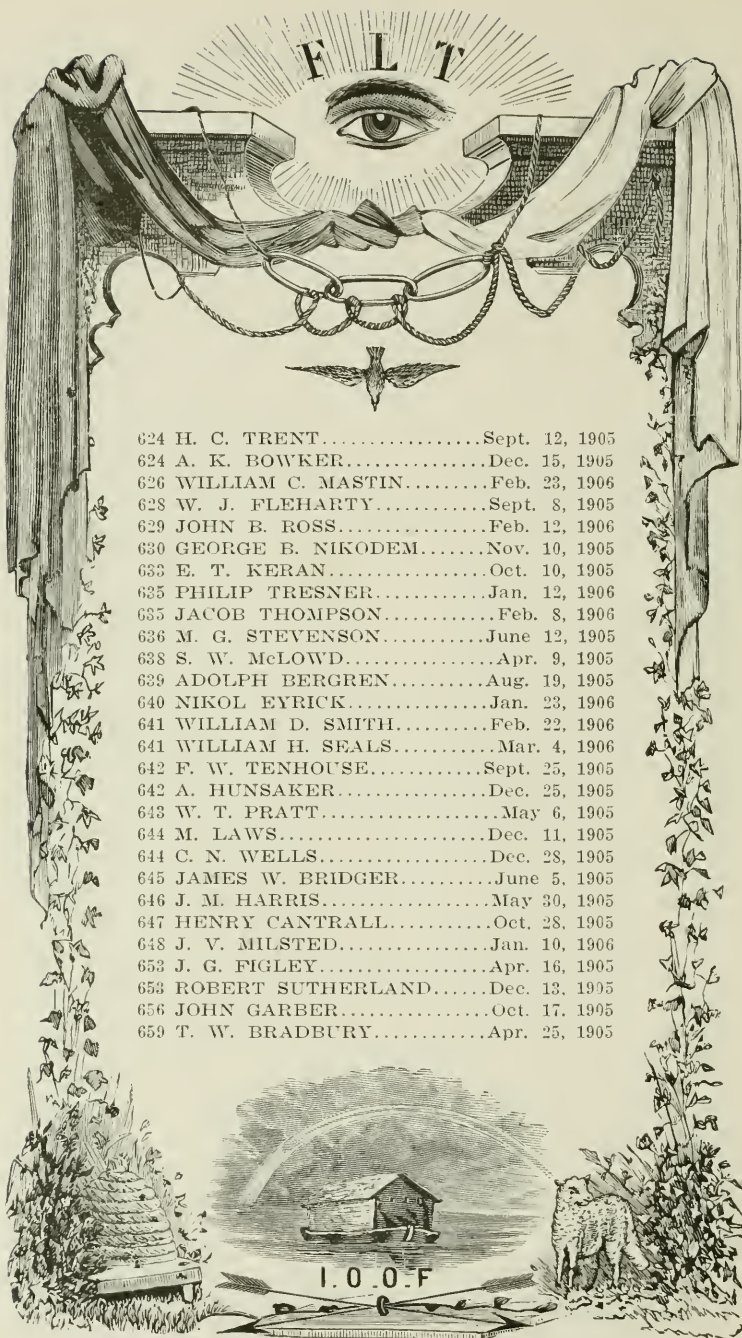 F L T
624 H. C. TRENT.................Sept. 12, 1905
624 A. K. BOWKER...............Dec. 15, 1905
626 WILLIAM C. MASTIN.........Feb. 23, 1906
628 W. J. FLEHARTY............Sept. 8, 1905
629 JOHN B. ROSS................Feb. 12, 1906
630 GEORGE B. NIKODEM.......Nov. 10, 1905
633 E. T. KERAN.................Oct. 10, 1905
635 PHILIP TRESNER............Jan. 12, 1906
635 JACOB THOMPSON............Feb. 8, 1906
636 M. G. STEVENSON...........June 12, 1905
638 S. W. McLOWD................Apr. 9, 1905
639 ADOLPH BERGREN..........Aug. 19, 1905
640 NIKOL EYRICK...............Jan. 23, 1906
641 WILLIAM D. SMITH..........Feb. 22, 1906
641 WILLIAM H. SEALS...........Mar. 4, 1906
642 F. W. TENHOUSE............Sept. 25, 1905
642 A. HUNSAKER................Dec. 25, 1905
643 W. T. PRATT..................May 6, 1905
644 M. LAWS......................Dec. 11, 1905
644 C. N. WELLS..................Dec. 28, 1905
645 JAMES W. BRIDGER..........June 5, 1905
646 J. M. HARRIS................May 30, 1905
647 HENRY CANTRALL...........Oct. 28, 1905
648 J. V. MILSTED................Jan. 10, 1906
653 J. G. FIGLEY..................Apr. 16, 1905
653 ROBERT SUTHERLAND......Dec. 13, 1905
656 JOHN GARBER................Oct. 17, 1905
659 T. W. BRADBURY............Apr. 25, 1905
I.O.O.F